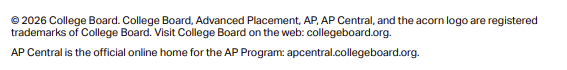 © 2026 College Board. College Board, Advanced Placement, AP, AP Central, and the acorn logo are registered
trademarks of College Board. Visit College Board on the web: collegeboard.org.
AP Central is the official online home for the AP Program: apcentral.collegeboard.org.